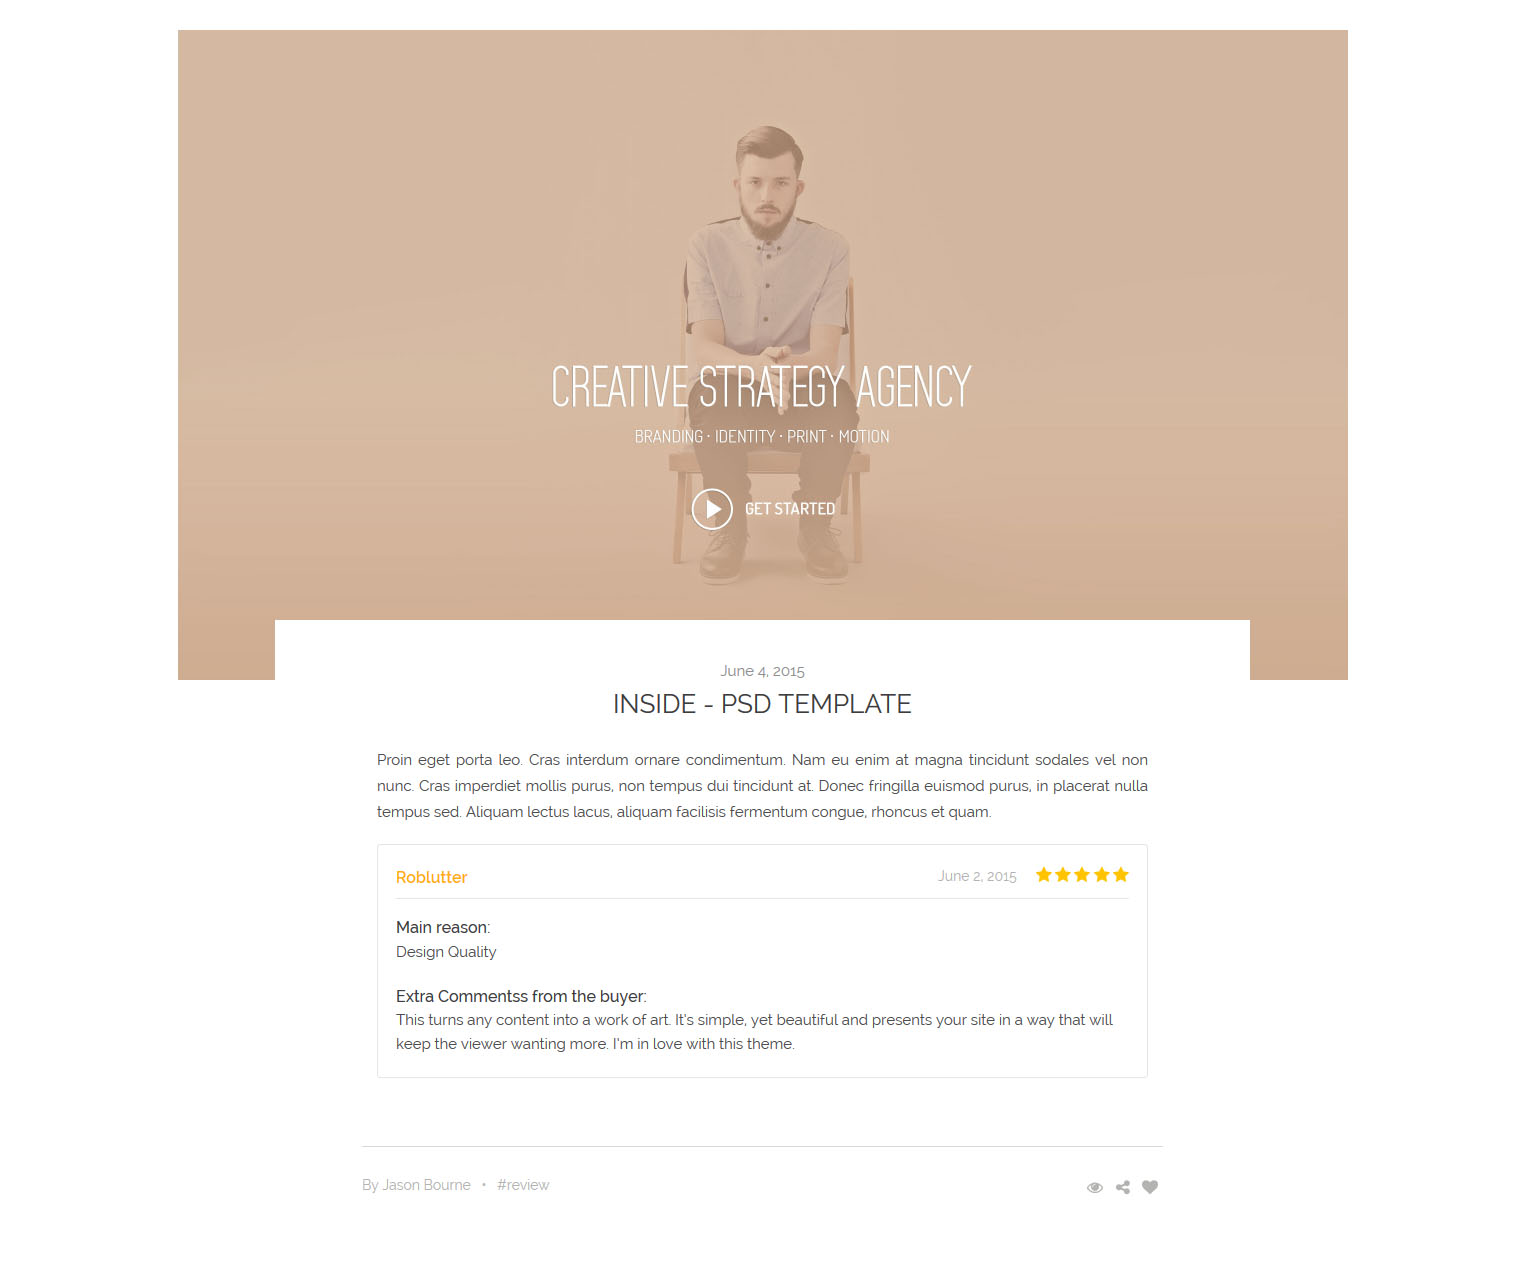 CREATIVE STRATEGY AGENCY
BRANDING · IDENTITY · PRINT · MOTION
GET STARTED
June 4, 2015
INSIDE - PSD TEMPLATE
Proin eget porta leo. Cras interdum ornare condimentum. Nam eu enim at magna tincidunt sodales vel non
nunc. Cras imperdiet mollis purus, non tempus dui tincidunt at. Donec fringilla euismod purus, in placerat nulla
tempus sed. Aliquam lectus lacus, aliquam facilisis fermentum congue, rhoncus et quam.
Roblutter June 2, 2015
Main reason:
Design Quality
Extra Commentss from the buyer:
This turns any content into a work of art. It's simple, yet beautiful and presents your site in a way that will
keep the viewer wanting more. I'm in love with this theme.
By Jason Bourne • #review